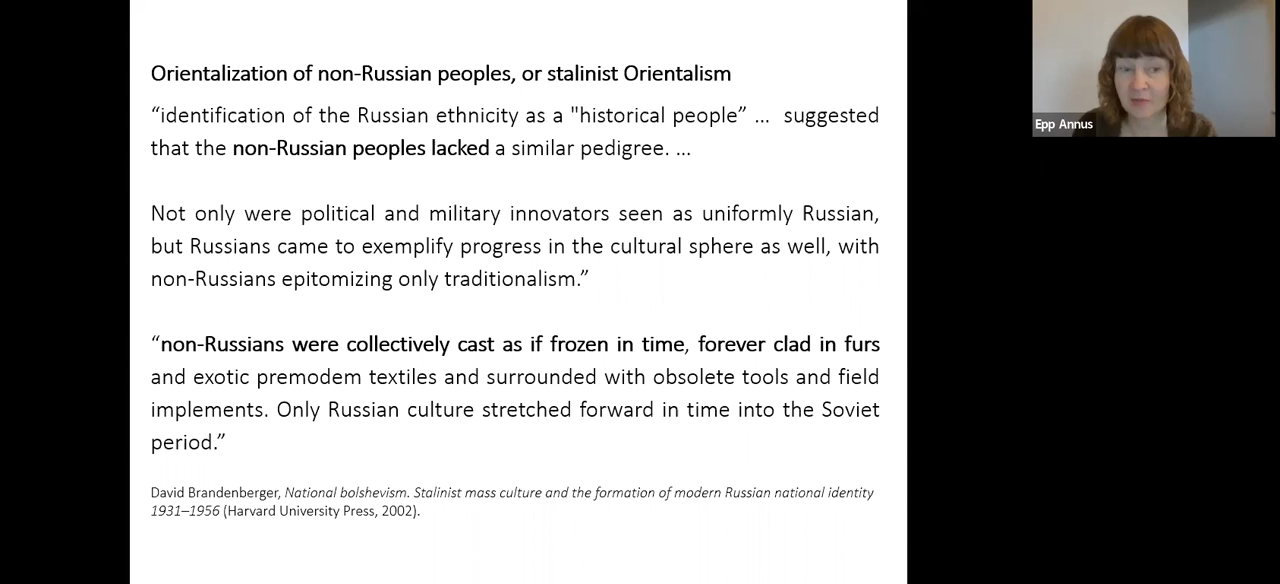 Orientalization of non-Russian peoples, or stalinist Orientalism
“identification of the Russian ethnicity as a "historical people” … suggested
that the non-Russian peoples lacked a similar pedigree. …
Not only were political and military innovators seen as uniformly Russian,
but Russians came to exemplify progress in the cultural sphere as well, with
non-Russians epitomizing only traditionalism.”
“non-Russians were collectively cast as if frozen in time, forever clad in furs
and exotic premodem textiles and surrounded with obsolete tools and field
implements. Only Russian culture stretched forward in time into the Soviet
period.”
David Brandenberger, National bolshevism. Stalinist mass culture and the formation of modern Russian national identity
1931–1956 (Harvard University Press, 2002).
Epp Annus